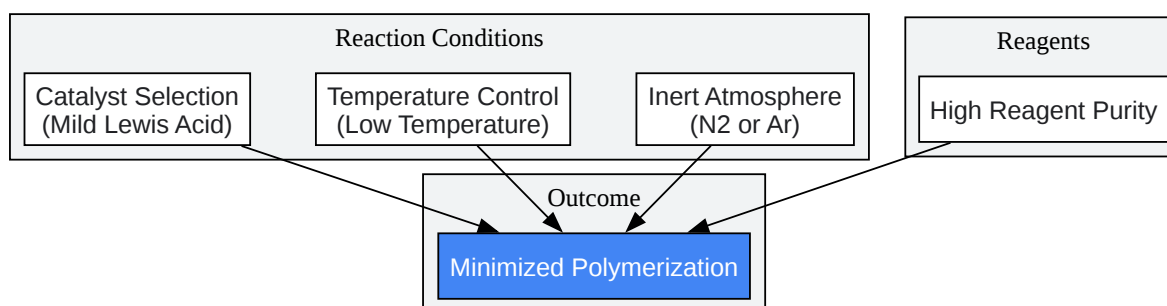 Reaction Conditions
Reagents
Catalyst Selection
(Mild Lewis Acid)
Temperature Control
(Low Temperature)
Inert Atmosphere
(N2 or Ar)
High Reagent Purity
Outcome
Minimized Polymerization